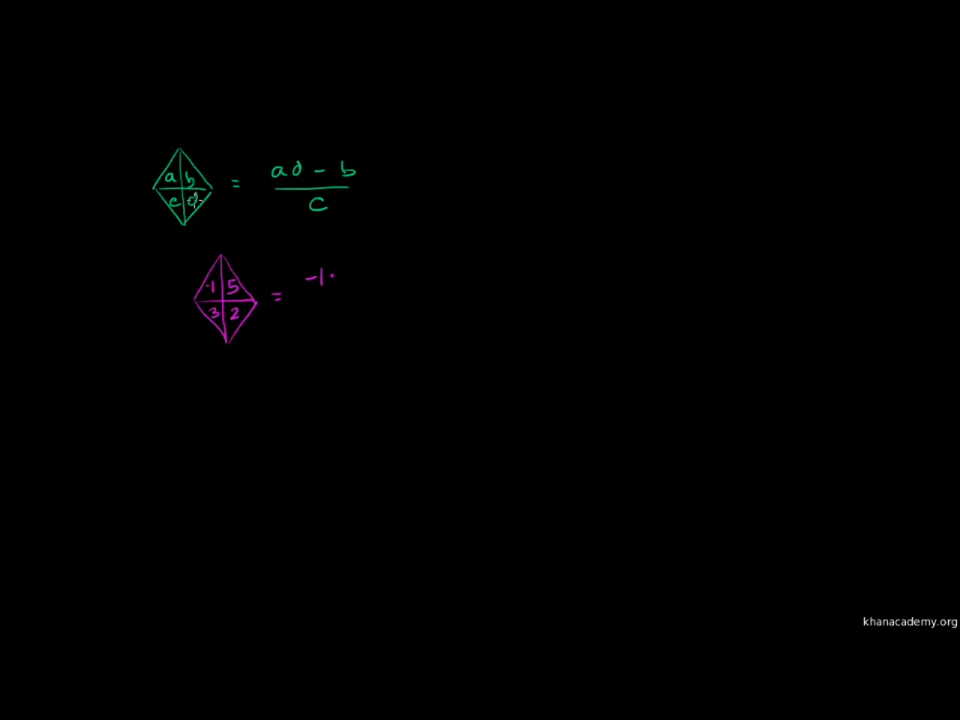 a b = ad - b
c d c
-1 5 = -1 ·
3 2
khanacademy.org